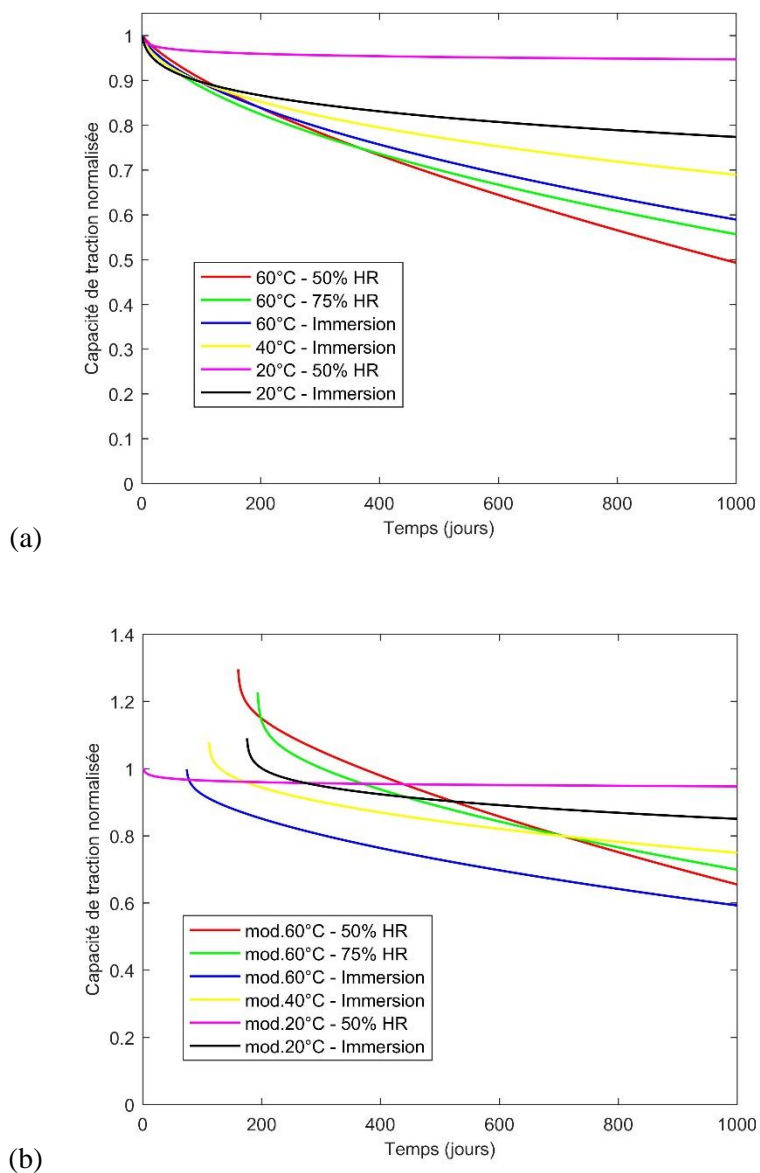 1
0.9
0.8
0.7
0.6
0.5
0.4
0.3
0.2
0.1
0
Capacité de traction normalisée
60°C - 50% HR
60°C - 75% HR
60°C - Immersion
40°C - Immersion
20°C - 50% HR
20°C - Immersion
0 200 400 600 800 1000
Temps (jours)
(a)
1.4
1.2
1
0.8
0.6
0.4
0.2
0
Capacité de traction normalisée
mod.60°C - 50% HR
mod.60°C - 75% HR
mod.60°C - Immersion
mod.40°C - Immersion
mod.20°C - 50% HR
mod.20°C - Immersion
0 200 400 600 800 1000
Temps (jours)
(b)